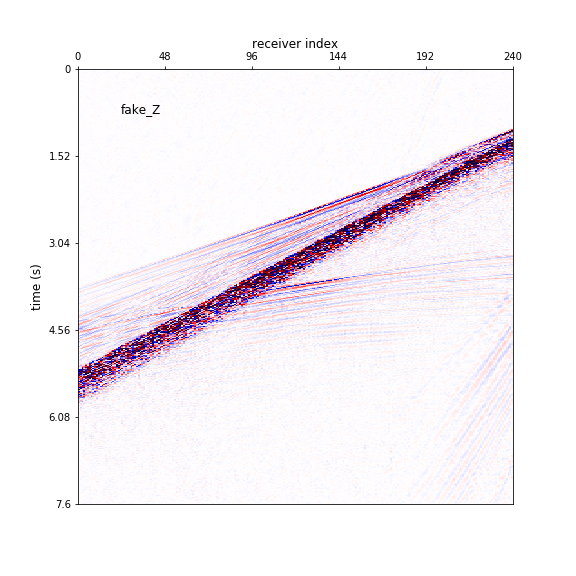 receiver index
0 48 96 144 192 240
0
fake_Z
1.52
3.04
time (s)
4.56
6.08
7.6